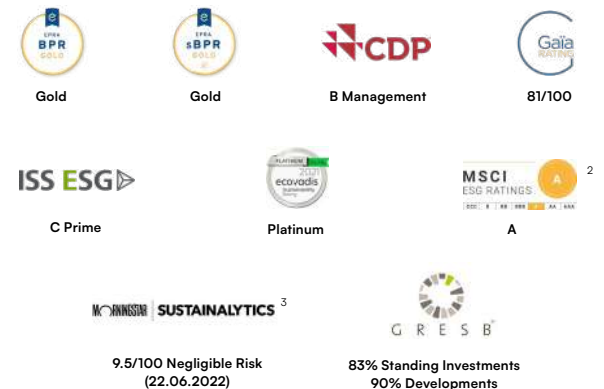 EPRA
BPR
GOLD
Gold
EPRA
sBPR
GOLD
Gold
CDP
B Management
Gaïa
RATING
81/100
ISS ESG
C Prime
PLATINUM
2021
ecovadis
Sustainability
Rating
Platinum
MSCI
ESG RATINGS
A
2
CCC B BB BBB A AA AAA
A
MORNINGSTAR SUSTAINALYTICS 3
9.5/100 Negligible Risk
(22.06.2022)
G R E S B
83% Standing Investments
90% Developments